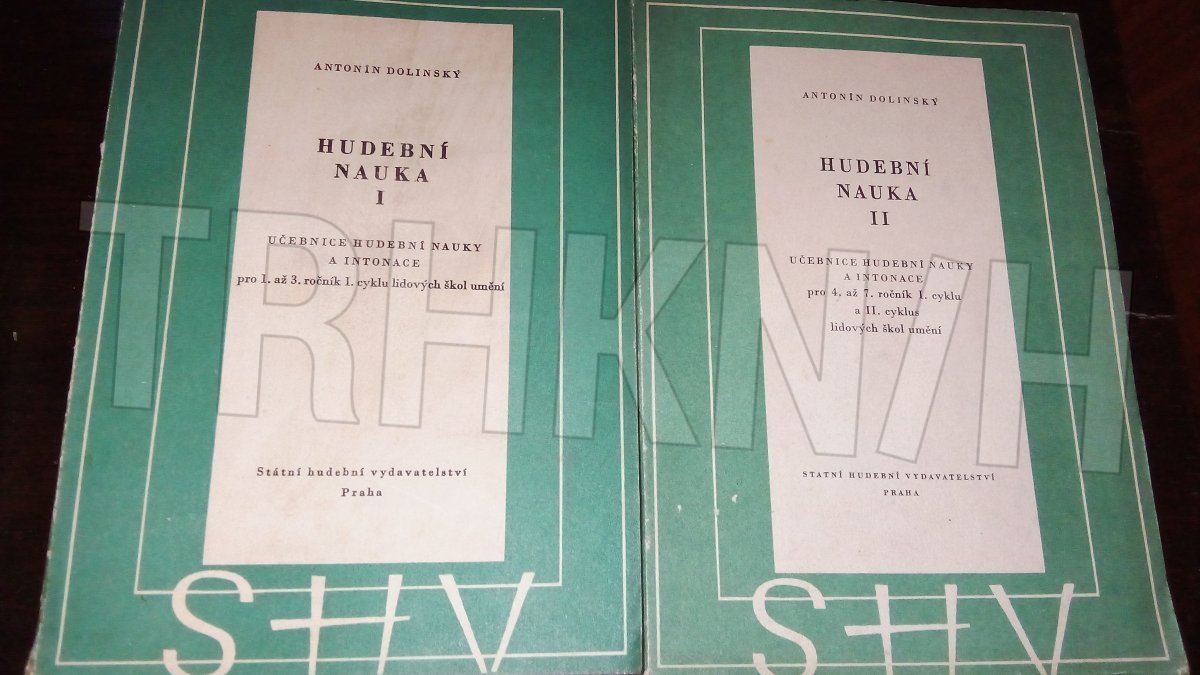 ANTONÍN DOLINSKÝ
HUDEBNÍ
NAUKA
I
UČEBNICE HUDEBNÍ NAUKY
A INTONACE
pro 1. až 3. ročník I. cyklu lidových škol umění
Státní hudební vydavatelství
Praha
SHV
ANTONÍN DOLINSKÝ
HUDEBNÍ
NAUKA
II
UČEBNICE HUDEBNÍ NAUKY
A INTONACE
pro 4. až 7. ročník I. cyklu
a II. cyklus
lidových škol umění
STÁTNÍ HUDEBNÍ VYDAVATELSTVÍ
PRAHA
SHV
TRHKNIH